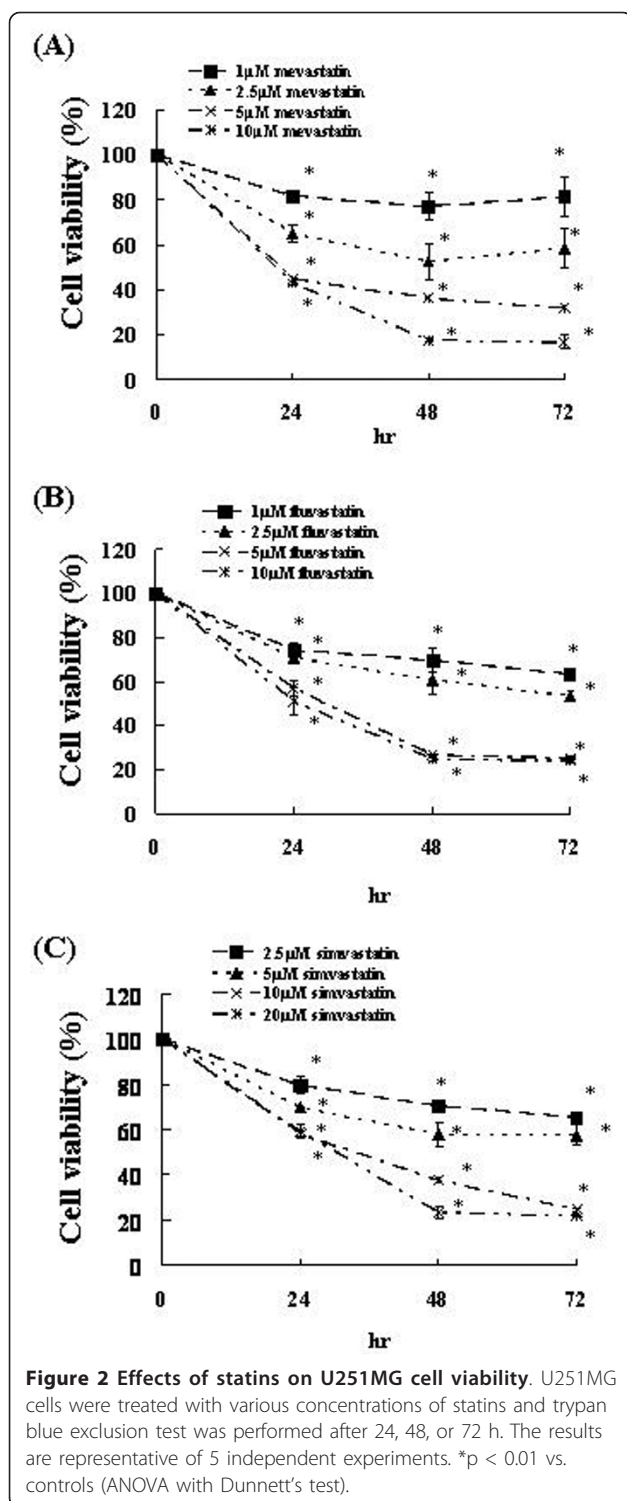 (A)
1µM mevastatin
2.5µM mevastatin
5µM mevastatin
10µM mevastatin
Cell viability (%)
120
100
80
60
40
20
0
* * *
* * *
* * *
* * *
0 24 48 72
hr
(B)
1µM fluvastatin
2.5µM fluvastatin
5µM fluvastatin
10µM fluvastatin
Cell viability (%)
120
100
80
60
40
20
0
* * *
* * *
* * *
* * *
0 24 48 72
hr
(C)
2.5µM simvastatin
5µM simvastatin
10µM simvastatin
20µM simvastatin
Cell viability (%)
120
100
80
60
40
20
0
* * *
* * *
* * *
* * *
0 24 48 72
hr
Figure 2 Effects of statins on U251MG cell viability. U251MG
cells were treated with various concentrations of statins and trypan
blue exclusion test was performed after 24, 48, or 72 h. The results
are representative of 5 independent experiments. *p < 0.01 vs.
controls (ANOVA with Dunnett's test).